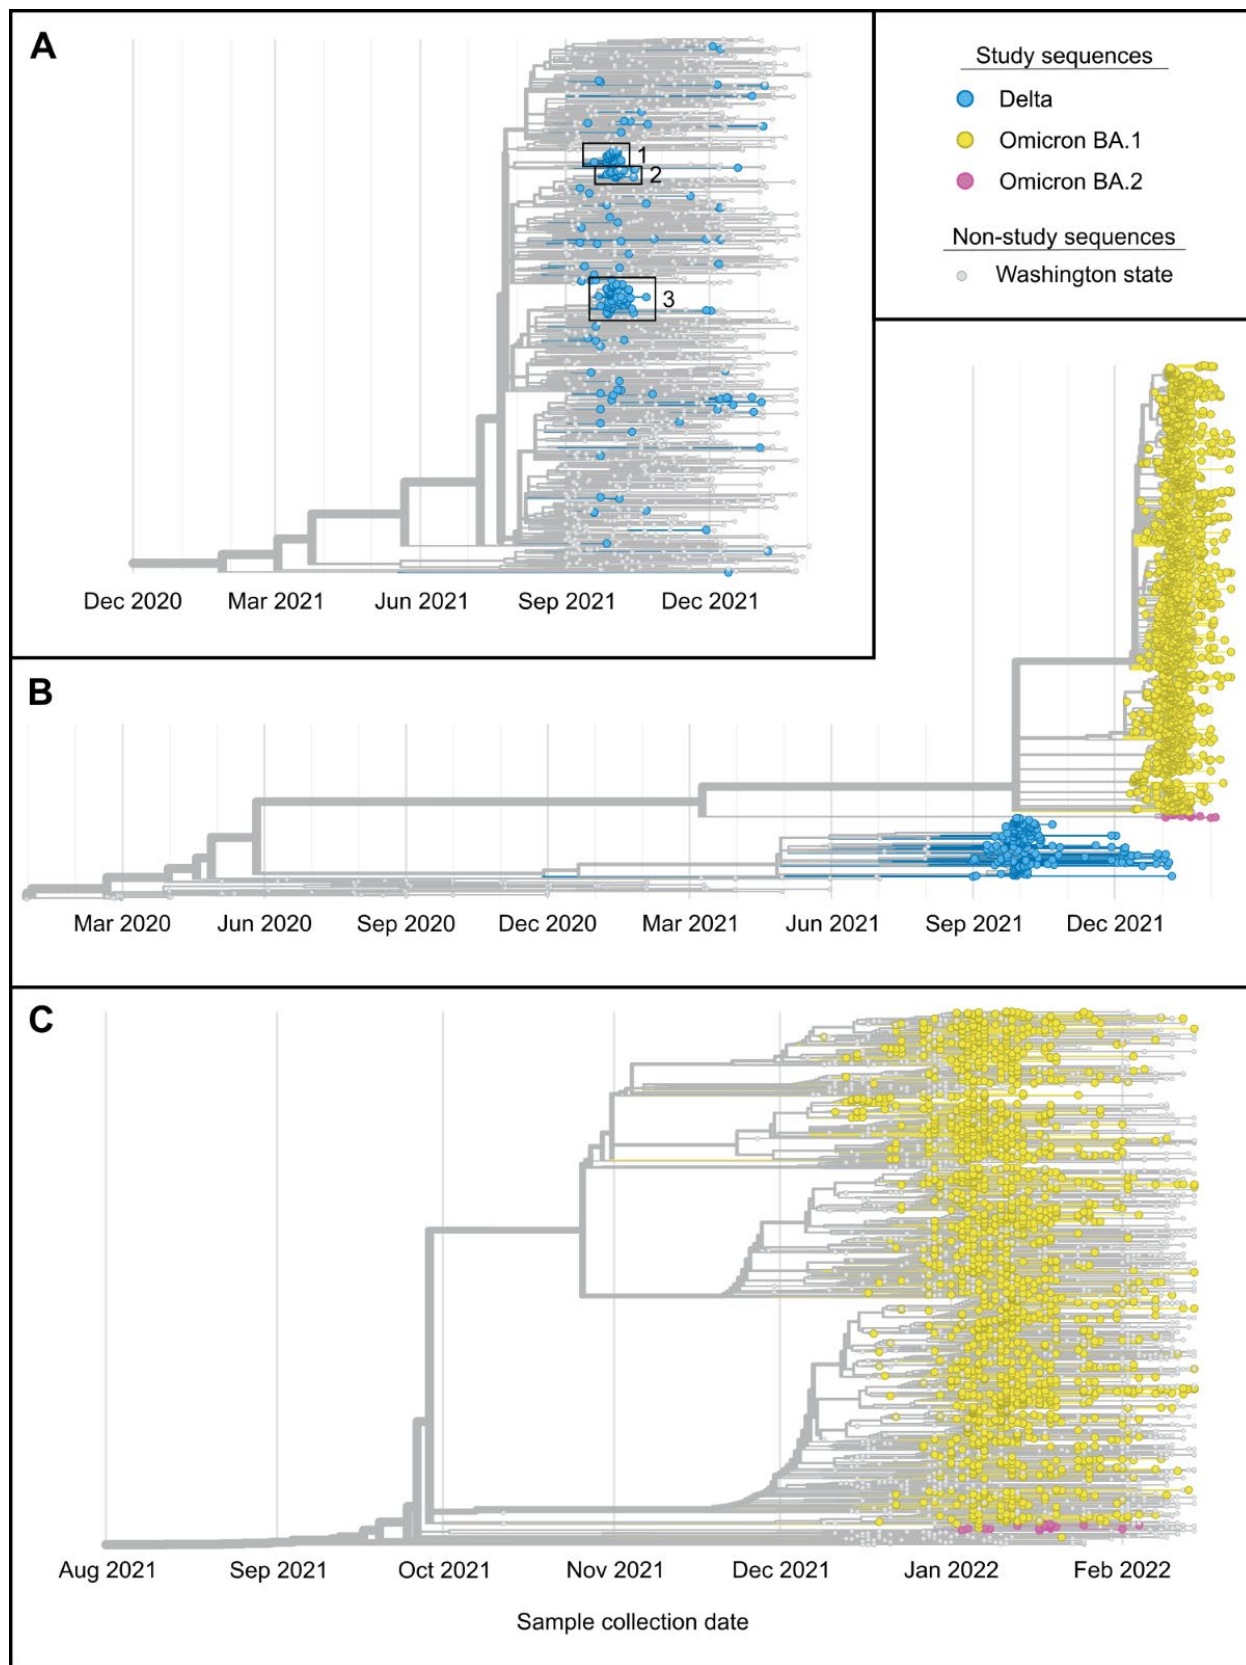 A
Study sequences
Delta
Omicron BA.1
Omicron BA.2
Non-study sequences
Washington state
1
2
3
Dec 2020 Mar 2021 Jun 2021 Sep 2021 Dec 2021
B
Mar 2020 Jun 2020 Sep 2020 Dec 2020 Mar 2021 Jun 2021 Sep 2021 Dec 2021
C
Aug 2021 Sep 2021 Oct 2021 Nov 2021 Dec 2021 Jan 2022 Feb 2022
Sample collection date